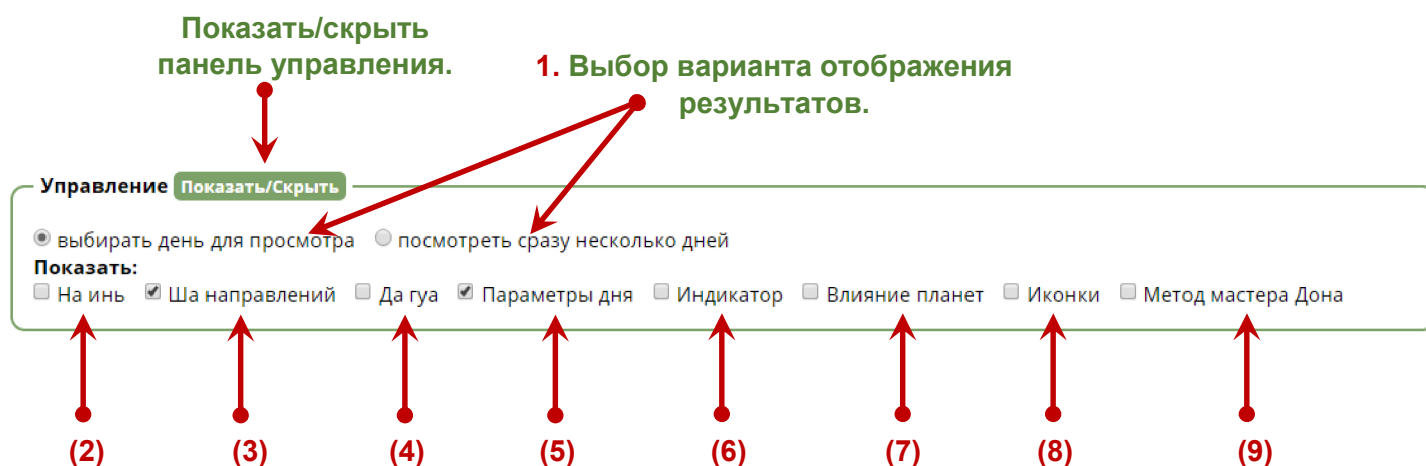 Показать/скрыть
панель управления.
1. Выбор варианта отображения
результатов.
Управление Показать/Скрыть
выбирать день для просмотра посмотреть сразу несколько дней
Показать:
На инь Ша направлений Да гуа Параметры дня Индикатор Влияние планет Иконки Метод мастера Дона
(2) (3) (4) (5) (6) (7) (8) (9)